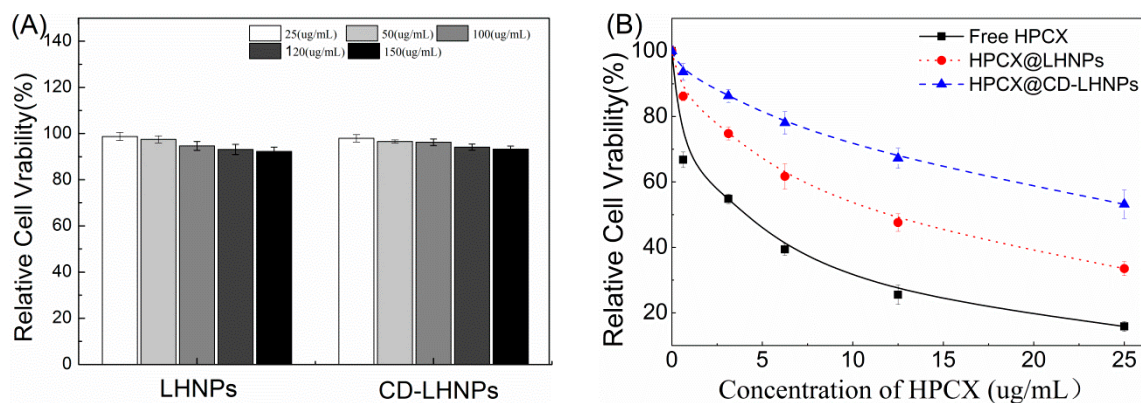 (A)
Relative Cell Vrability(%)
140
120
100
80
60
40
20
0
25(ug/mL) 50(ug/mL) 100(ug/mL)
120(ug/mL) 150(ug/mL)
LHNPs CD-LHNPs
(B)
Relative Cell Vrability(%)
100
80
60
40
20
Free HPCX
HPCX@LHNPs
HPCX@CD-LHNPs
0 5 10 15 20 25
Concentration of HPCX (ug/mL)